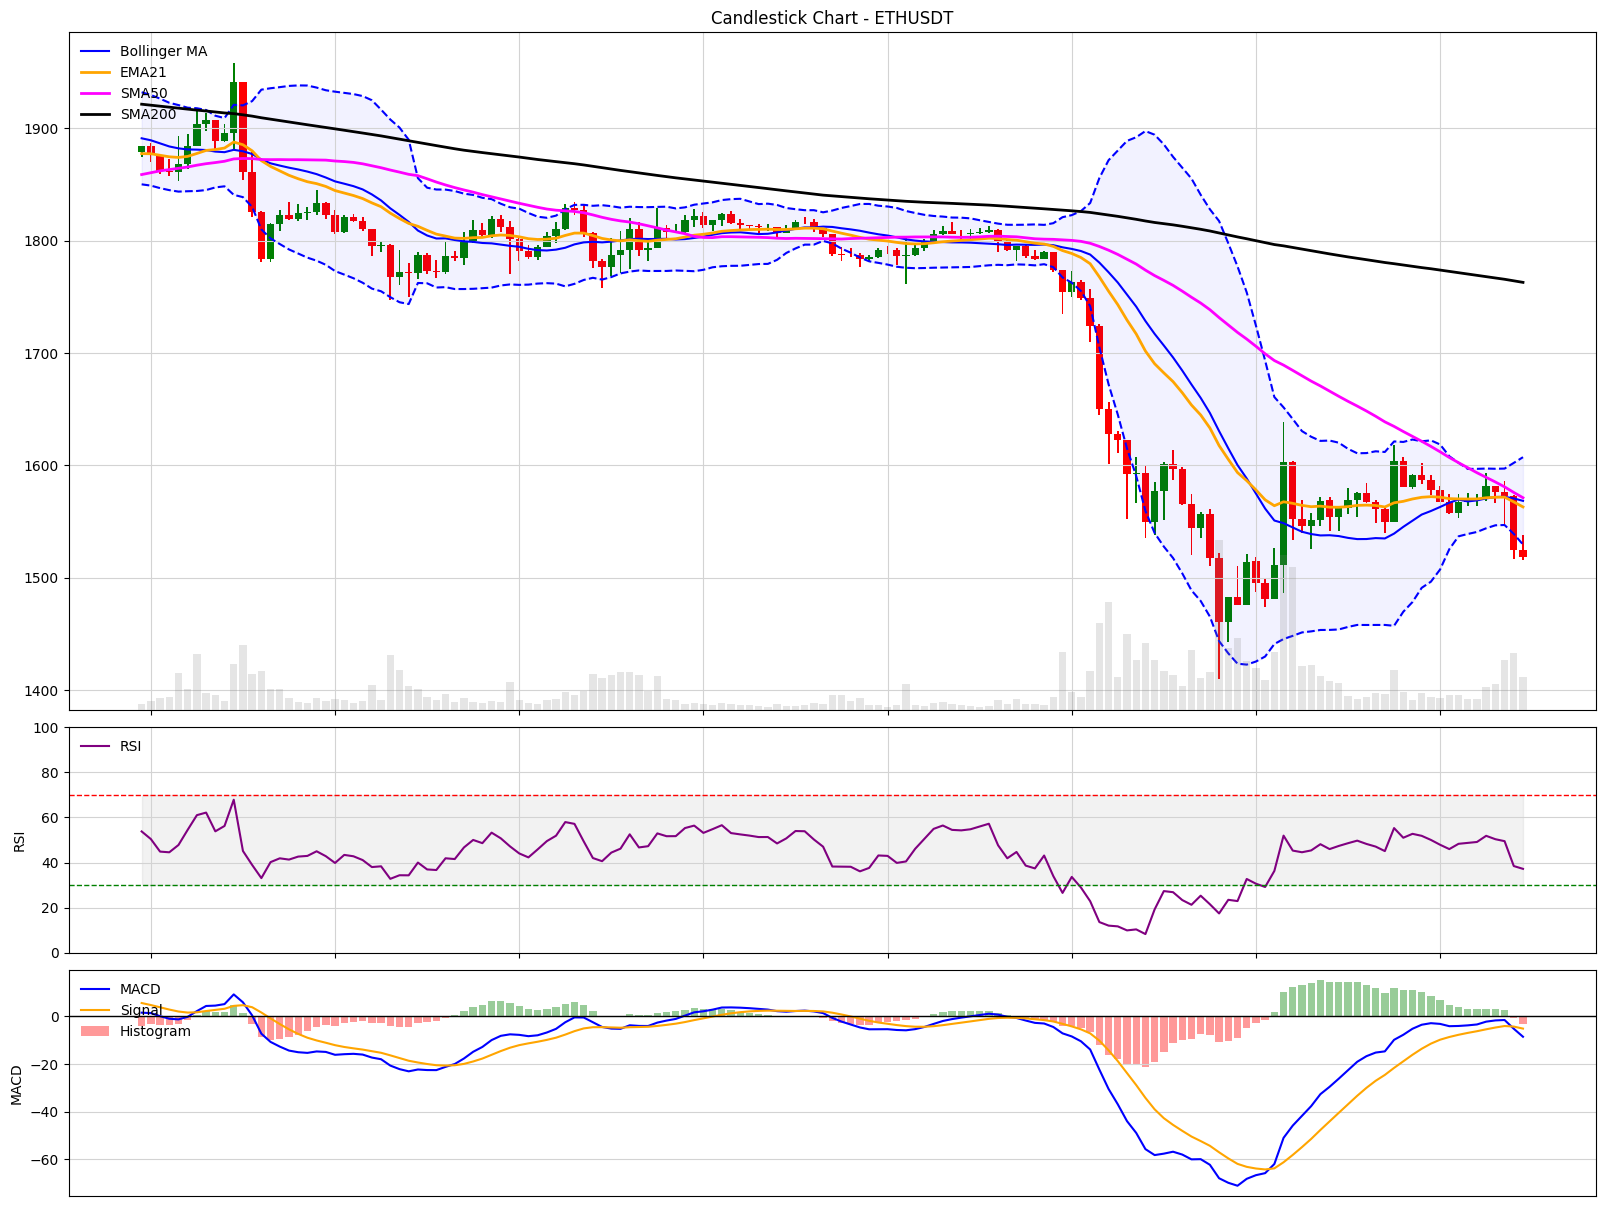 Candlestick Chart - ETHUSDT
Bollinger MA
EMA21
SMA50
SMA200
1900
1800
1700
1600
1500
1400
RSI
100
80
60
40
20
0
RSI
MACD
Signal
Histogram
0
−20
−40
−60
MACD